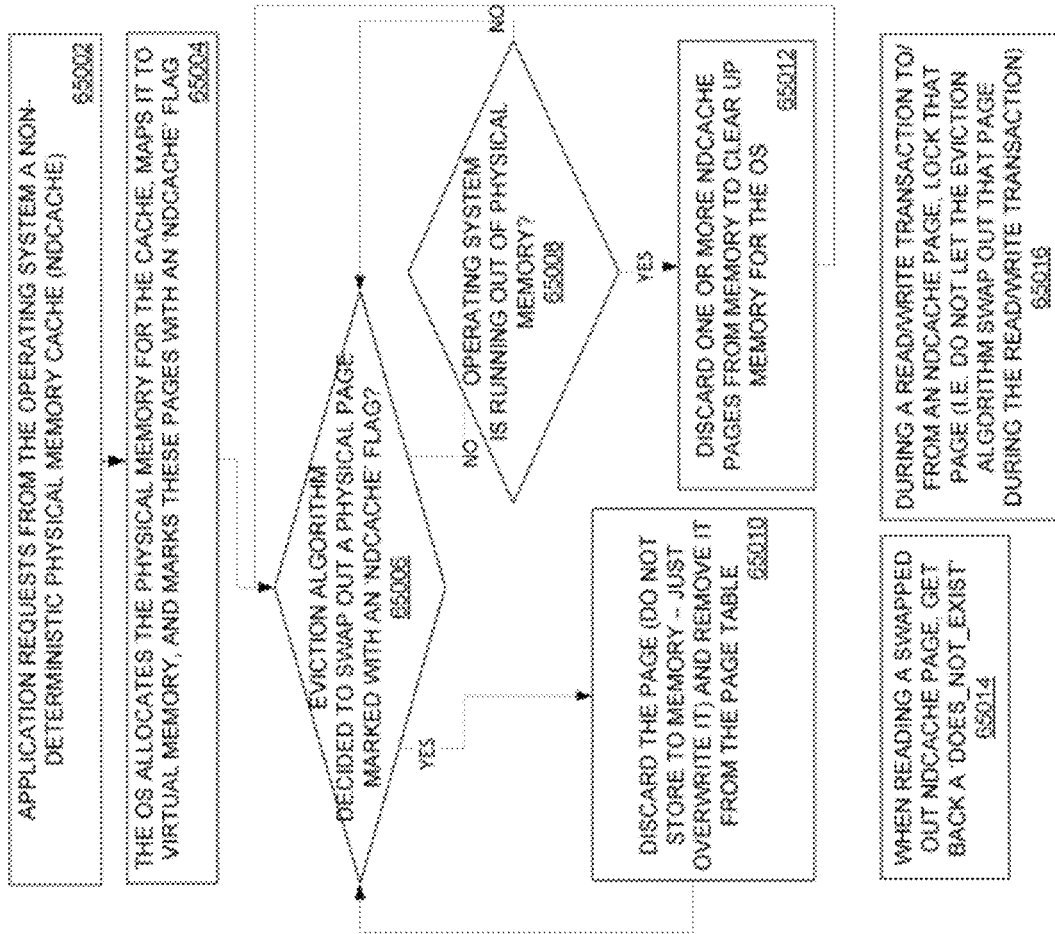 APPLICATION REQUESTS FROM THE OPERATING SYSTEM A NON-
DETERMINISTIC PHYSICAL MEMORY CACHE (NDCACHE)
65002
THE OS ALLOCATES THE PHYSICAL MEMORY FOR THE CACHE, MAPS IT TO
VIRTUAL MEMORY, AND MARKS THESE PAGES WITH AN 'NDCACHE' FLAG
65004
EVICTION ALGORITHM
DECIDED TO SWAP OUT A PHYSICAL PAGE
MARKED WITH AN 'NDCACHE' FLAG?
65006
YES
NO
OPERATING SYSTEM
IS RUNNING OUT OF PHYSICAL
MEMORY?
65008
NO
YES
DISCARD THE PAGE (DO NOT
STORE TO MEMORY – JUST
OVERWRITE IT) AND REMOVE IT
FROM THE PAGE TABLE
65010
DISCARD ONE OR MORE NDCACHE
PAGES FROM MEMORY TO CLEAR UP
MEMORY FOR THE OS
65012
WHEN READING A SWAPPED
OUT NDCACHE PAGE, GET
BACK A 'DOES_NOT_EXIST'
65014
DURING A READ/WRITE TRANSACTION TO/
FROM AN NDCACHE PAGE, LOCK THAT
PAGE (I.E. DO NOT LET THE EVICTION
ALGORITHM SWAP OUT THAT PAGE
DURING THE READ/WRITE TRANSACTION)
65016